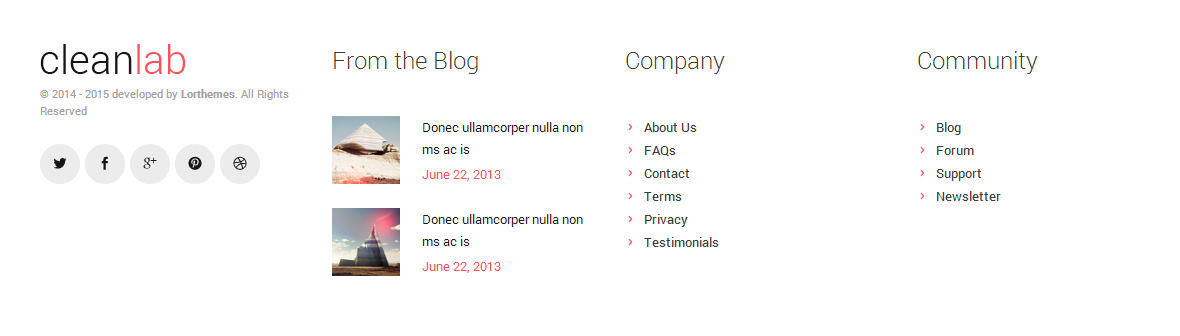 cleanlab
© 2014 - 2015 developed by Lorthemes. All Rights
Reserved
From the Blog
Donec ullamcorper nulla non
ms ac is
June 22, 2013
Donec ullamcorper nulla non
ms ac is
June 22, 2013
Company
About Us
FAQs
Contact
Terms
Privacy
Testimonials
Community
Blog
Forum
Support
Newsletter